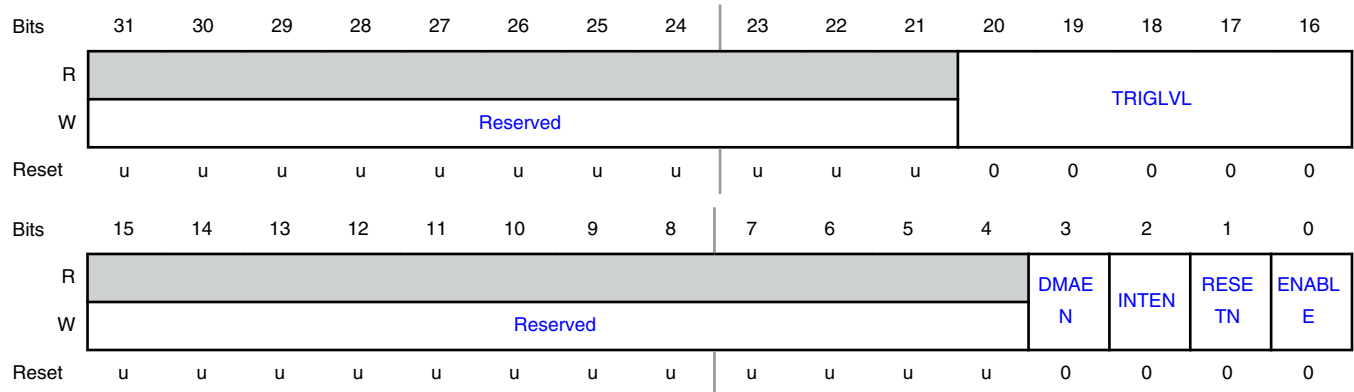 Bits 31 30 29 28 27 26 25 24 23 22 21 20 19 18 17 16
R
TRIGLVL
W Reserved
Reset u u u u u u u u u u u 0 0 0 0 0
Bits 15 14 13 12 11 10 9 8 7 6 5 4 3 2 1 0
R DMAE INTEN RESE ENABL
W Reserved N TN E
Reset u u u u u u u u u u u u 0 0 0 0